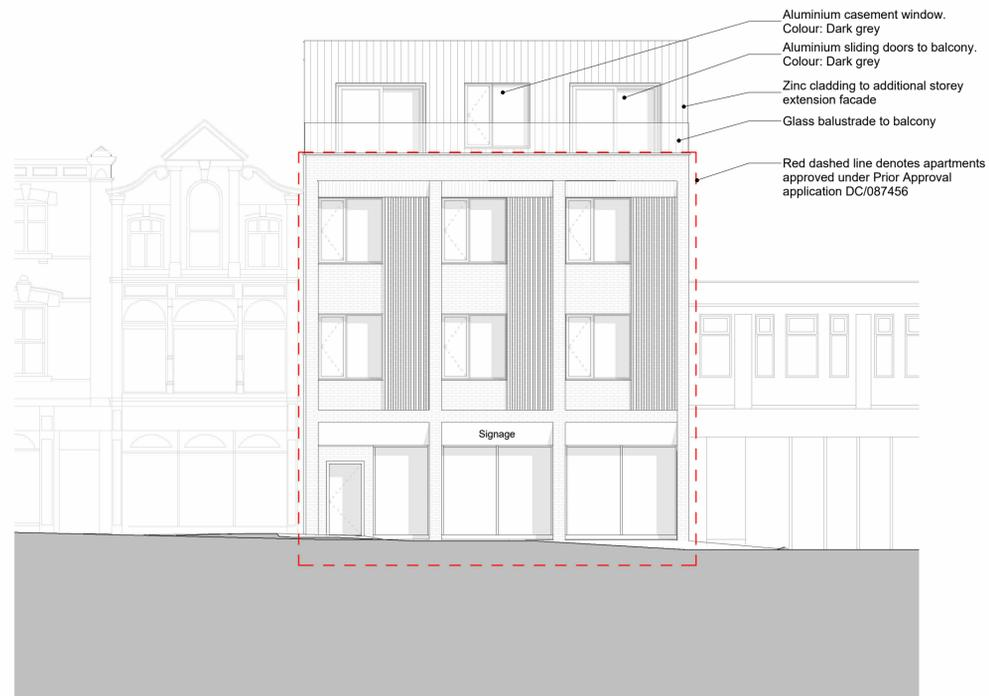 Aluminium casement window.
Colour: Dark grey
Aluminium sliding doors to balcony.
Colour: Dark grey
Zinc cladding to additional storey
extension facade
Glass balustrade to balcony
Red dashed line denotes apartments
approved under Prior Approval
application DC/087456
Signage